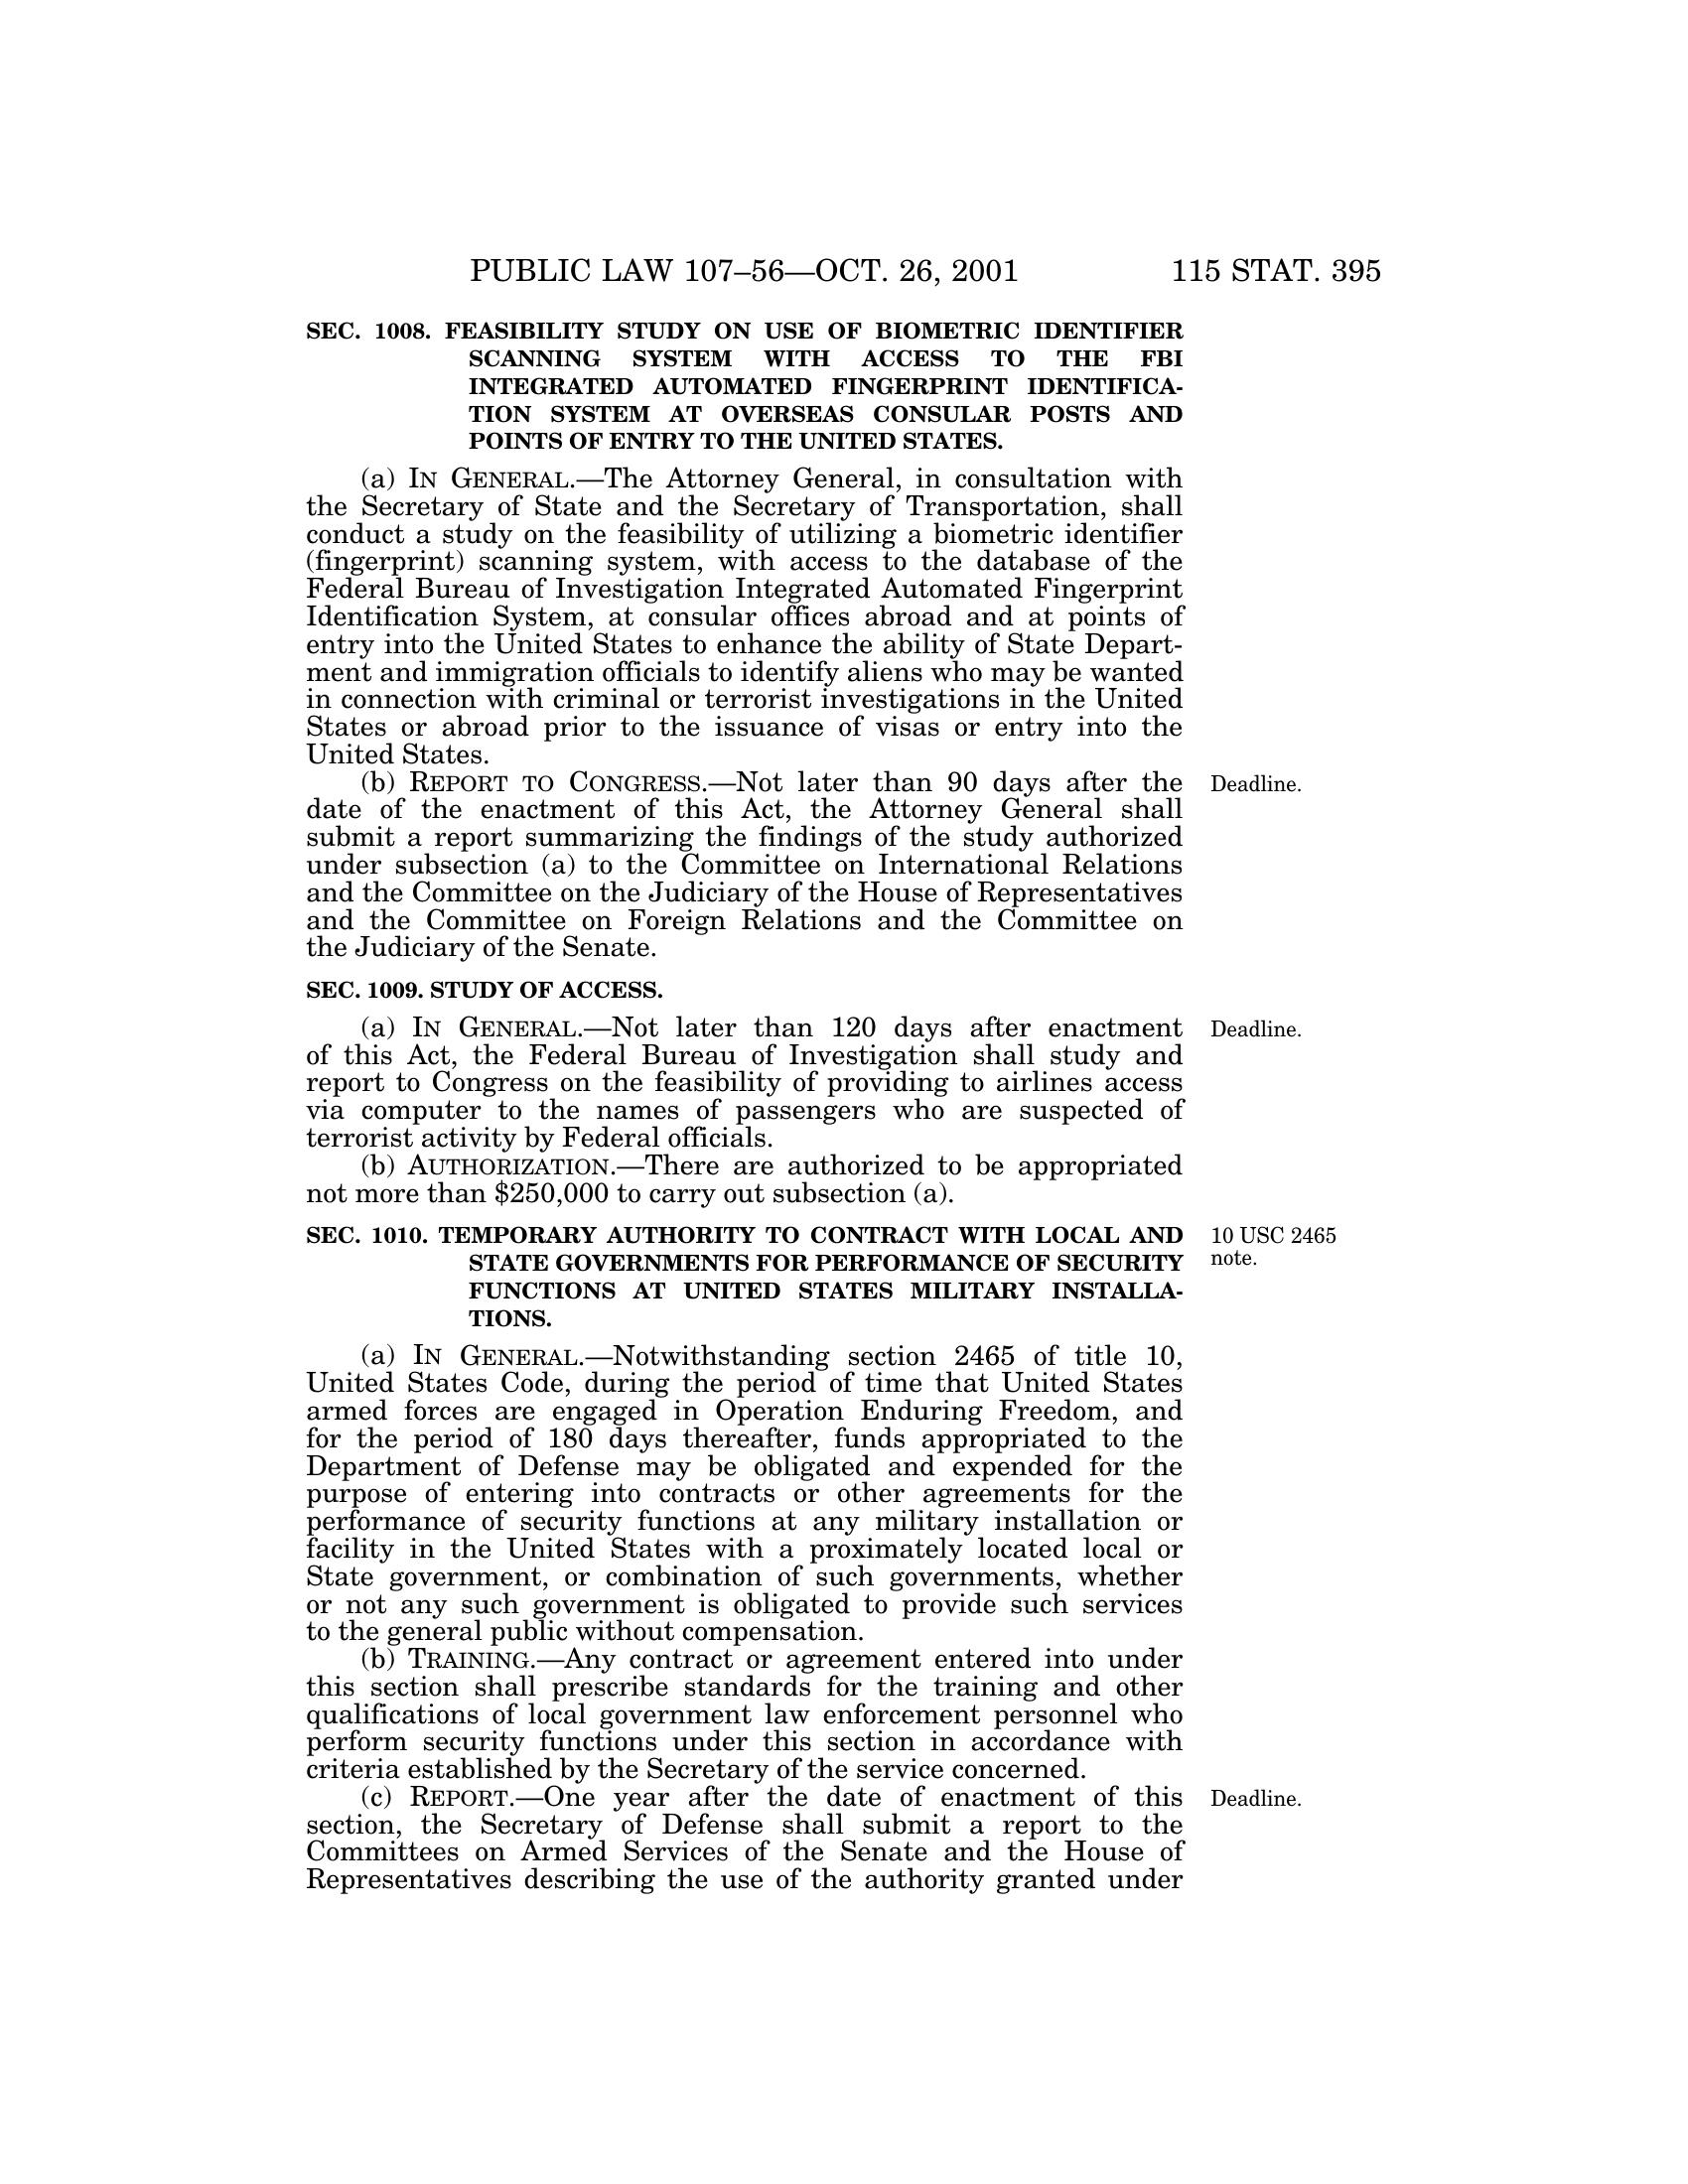 PUBLIC LAW 107–56—OCT. 26, 2001 115 STAT. 395
SEC. 1008. FEASIBILITY STUDY ON USE OF BIOMETRIC IDENTIFIER
SCANNING SYSTEM WITH ACCESS TO THE FBI
INTEGRATED AUTOMATED FINGERPRINT IDENTIFICA-
TION SYSTEM AT OVERSEAS CONSULAR POSTS AND
POINTS OF ENTRY TO THE UNITED STATES.
(a) IN GENERAL.—The Attorney General, in consultation with
the Secretary of State and the Secretary of Transportation, shall
conduct a study on the feasibility of utilizing a biometric identifier
(fingerprint) scanning system, with access to the database of the
Federal Bureau of Investigation Integrated Automated Fingerprint
Identification System, at consular offices abroad and at points of
entry into the United States to enhance the ability of State Depart-
ment and immigration officials to identify aliens who may be wanted
in connection with criminal or terrorist investigations in the United
States or abroad prior to the issuance of visas or entry into the
United States.
(b) REPORT TO CONGRESS.—Not later than 90 days after the
Deadline.
date of the enactment of this Act, the Attorney General shall
submit a report summarizing the findings of the study authorized
under subsection (a) to the Committee on International Relations
and the Committee on the Judiciary of the House of Representatives
and the Committee on Foreign Relations and the Committee on
the Judiciary of the Senate.
SEC. 1009. STUDY OF ACCESS.
(a) IN GENERAL.—Not later than 120 days after enactment
Deadline.
of this Act, the Federal Bureau of Investigation shall study and
report to Congress on the feasibility of providing to airlines access
via computer to the names of passengers who are suspected of
terrorist activity by Federal officials.
(b) AUTHORIZATION.—There are authorized to be appropriated
not more than $250,000 to carry out subsection (a).
SEC. 1010. TEMPORARY AUTHORITY TO CONTRACT WITH LOCAL AND
STATE GOVERNMENTS FOR PERFORMANCE OF SECURITY
FUNCTIONS AT UNITED STATES MILITARY INSTALLA-
TIONS.
10 USC 2465
note.
(a) IN GENERAL.—Notwithstanding section 2465 of title 10,
United States Code, during the period of time that United States
armed forces are engaged in Operation Enduring Freedom, and
for the period of 180 days thereafter, funds appropriated to the
Department of Defense may be obligated and expended for the
purpose of entering into contracts or other agreements for the
performance of security functions at any military installation or
facility in the United States with a proximately located local or
State government, or combination of such governments, whether
or not any such government is obligated to provide such services
to the general public without compensation.
(b) TRAINING.—Any contract or agreement entered into under
this section shall prescribe standards for the training and other
qualifications of local government law enforcement personnel who
perform security functions under this section in accordance with
criteria established by the Secretary of the service concerned.
(c) REPORT.—One year after the date of enactment of this
Deadline.
section, the Secretary of Defense shall submit a report to the
Committees on Armed Services of the Senate and the House of
Representatives describing the use of the authority granted under